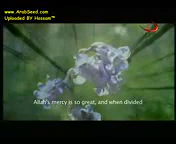 www.ArabSeed.com
Uploaded BY Hossam™
Allah's mercy is so great, and when divided